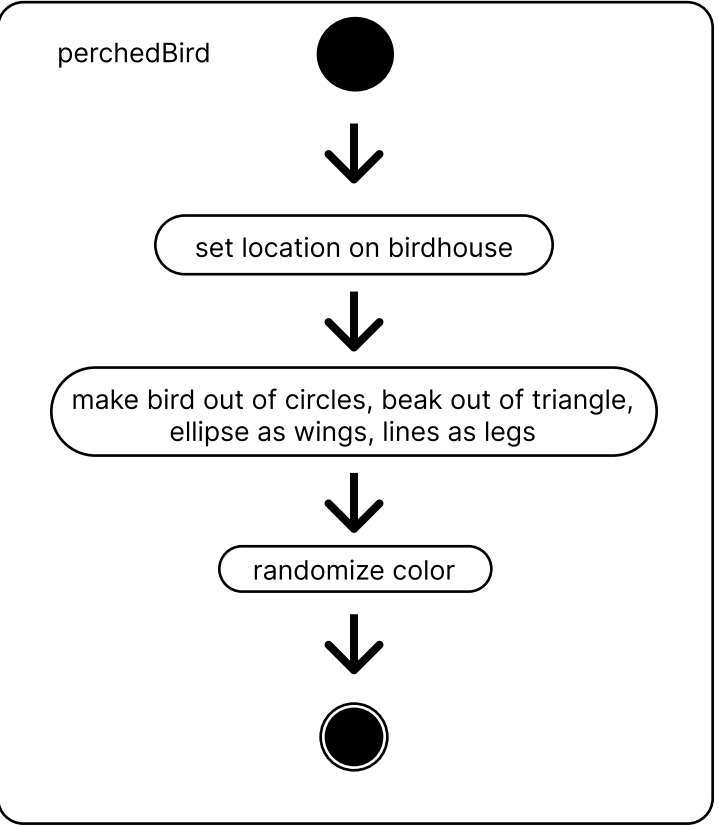 perchedBird
set location on birdhouse
make bird out of circles, beak out of triangle,
ellipse as wings, lines as legs
randomize color